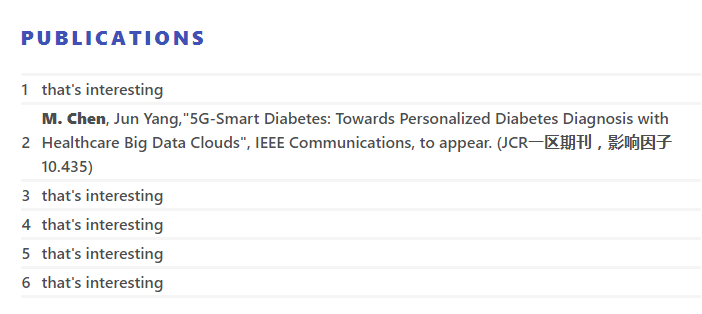 PUBLICATIONS
1 that's interesting
M. Chen, Jun Yang,"5G-Smart Diabetes: Towards Personalized Diabetes Diagnosis with
2 Healthcare Big Data Clouds", IEEE Communications, to appear. (JCR一区期刊，影响因子
10.435)
3 that's interesting
4 that's interesting
5 that's interesting
6 that's interesting